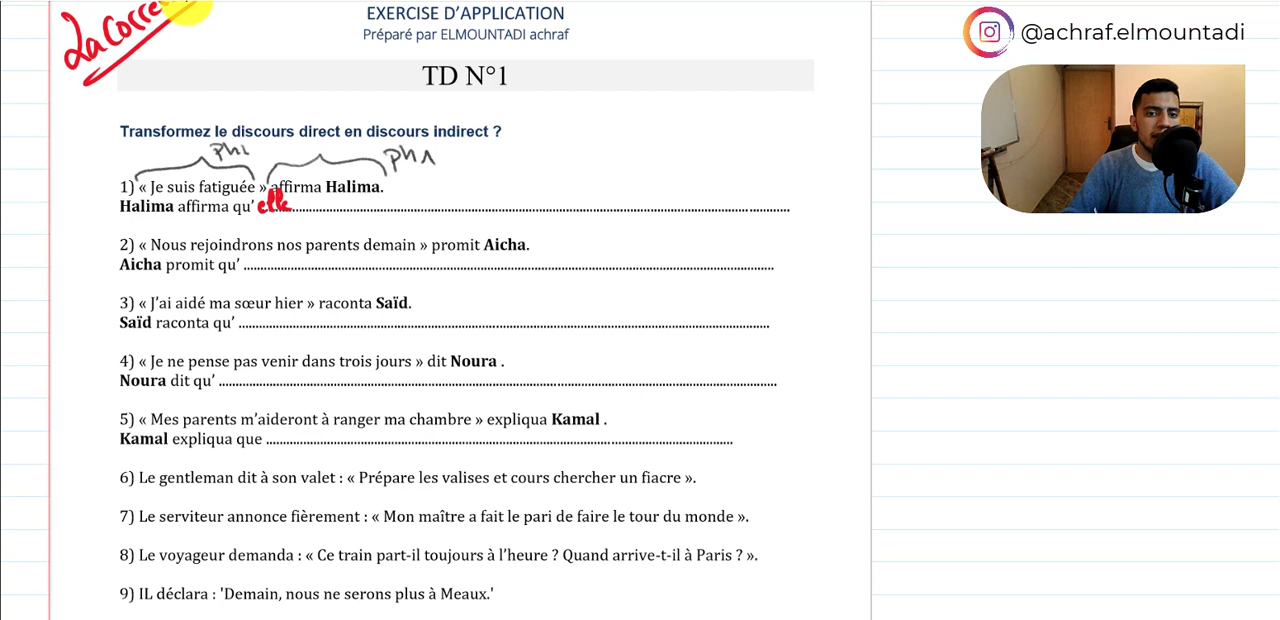 La Corre
EXERCISE D’APPLICATION
Préparé par ELMOUNTADI achraf
@achraf.elmountadi
TD N°1
Transformez le discours direct en discours indirect ?
ph1
1) « Je suis fatiguée » affirma Halima.
Halima affirma qu’ elle
2) « Nous rejoindrons nos parents demain » promit Aicha.
Aicha promit qu’
3) « J’ai aidé ma sœur hier » raconta Saïd.
Saïd raconta qu’
4) « Je ne pense pas venir dans trois jours » dit Noura .
Noura dit qu’
5) « Mes parents m’aideront à ranger ma chambre » expliqua Kamal .
Kamal expliqua que
6) Le gentleman dit à son valet : « Prépare les valises et cours chercher un fiacre ».
7) Le serviteur annonce fièrement : « Mon maître a fait le pari de faire le tour du monde ».
8) Le voyageur demanda : « Ce train part-il toujours à l’heure ? Quand arrive-t-il à Paris ? ».
9) IL déclara : 'Demain, nous ne serons plus à Meaux.'